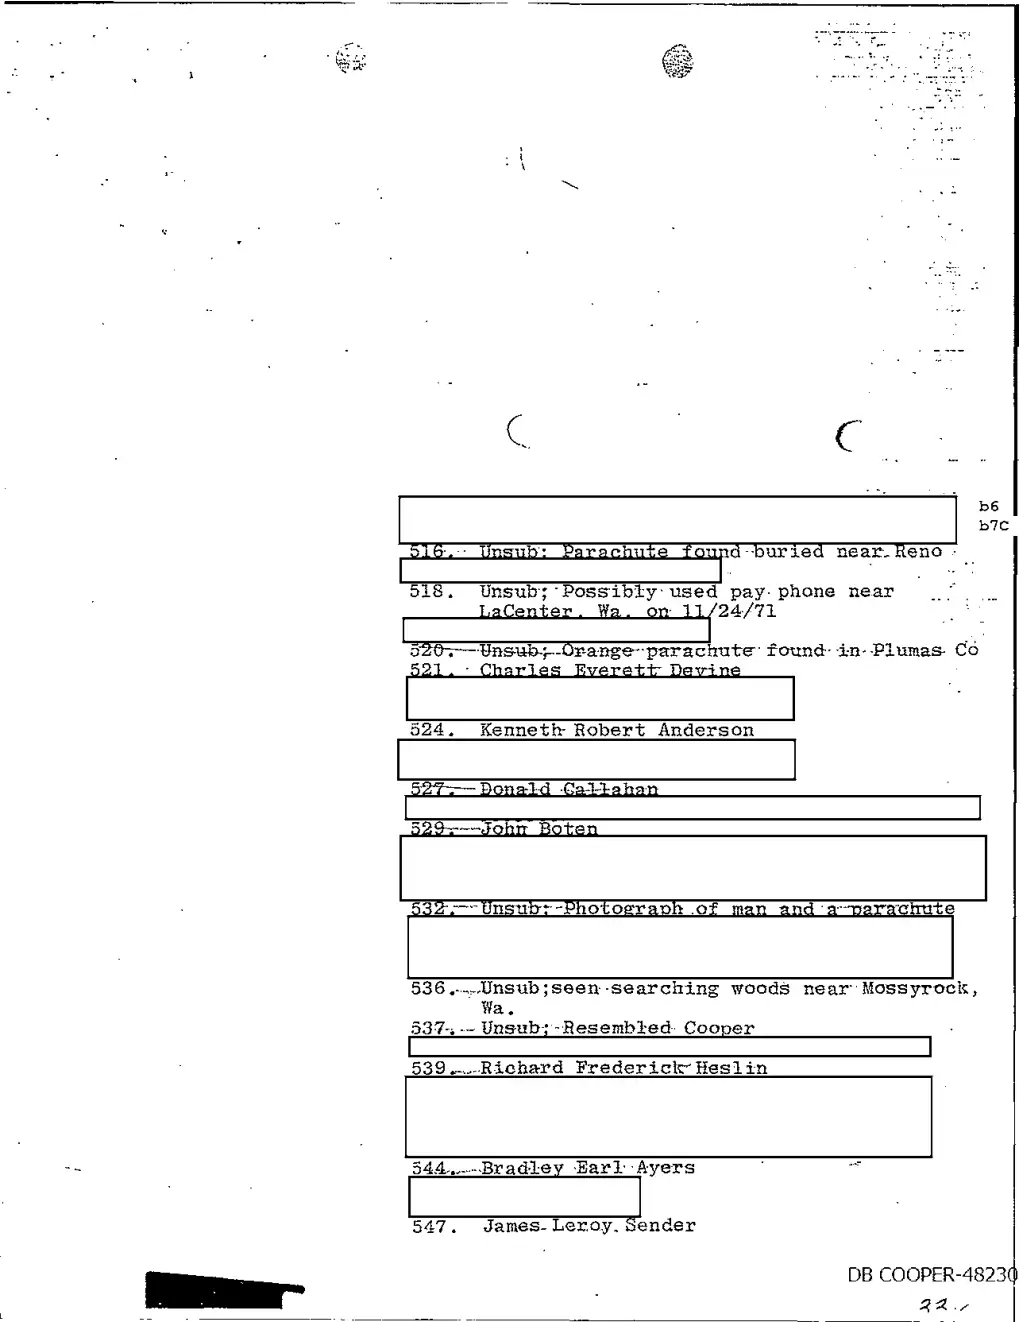 b6
b7C
516. Unsub: Parachute found buried near Reno
518. Unsub; Possibly used pay phone near
LaCenter, Wa. on 11/24/71
520. Unsub; Orange parachute found in Plumas Co
521. Charles Everett Devine
524. Kenneth Robert Anderson
527. Donald Callahan
529. John Boten
532. Unsub: Photograph of man and a parachute
536. Unsub;seen searching woods near Mossyrock,
Wa.
537. Unsub; Resembled Cooper
539. Richard Frederick Heslin
544. Bradley Earl Ayers
547. James Leroy Sender
DB COOPER-48230